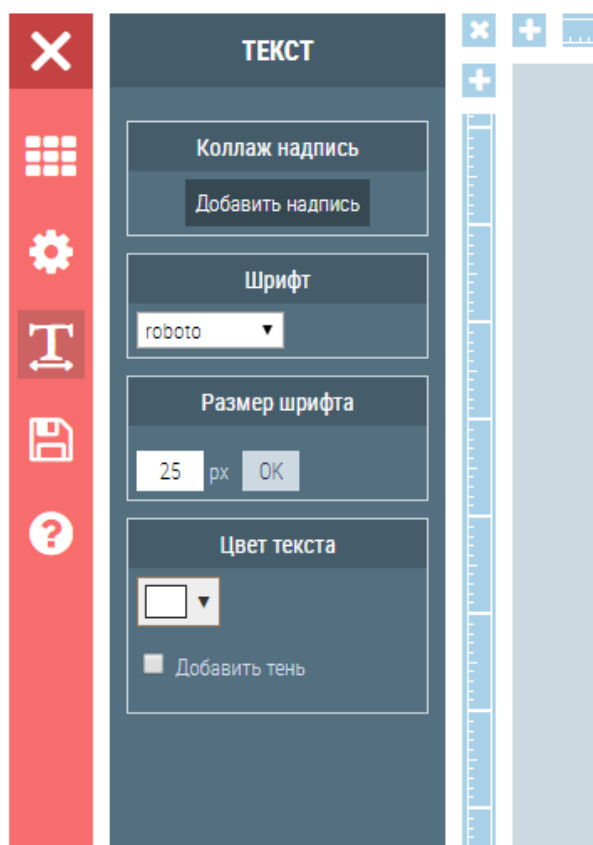 ТЕКСТ
Коллаж надпись
Добавить надпись
Шрифт
roboto
Размер шрифта
25 px OK
Цвет текста
Добавить тень